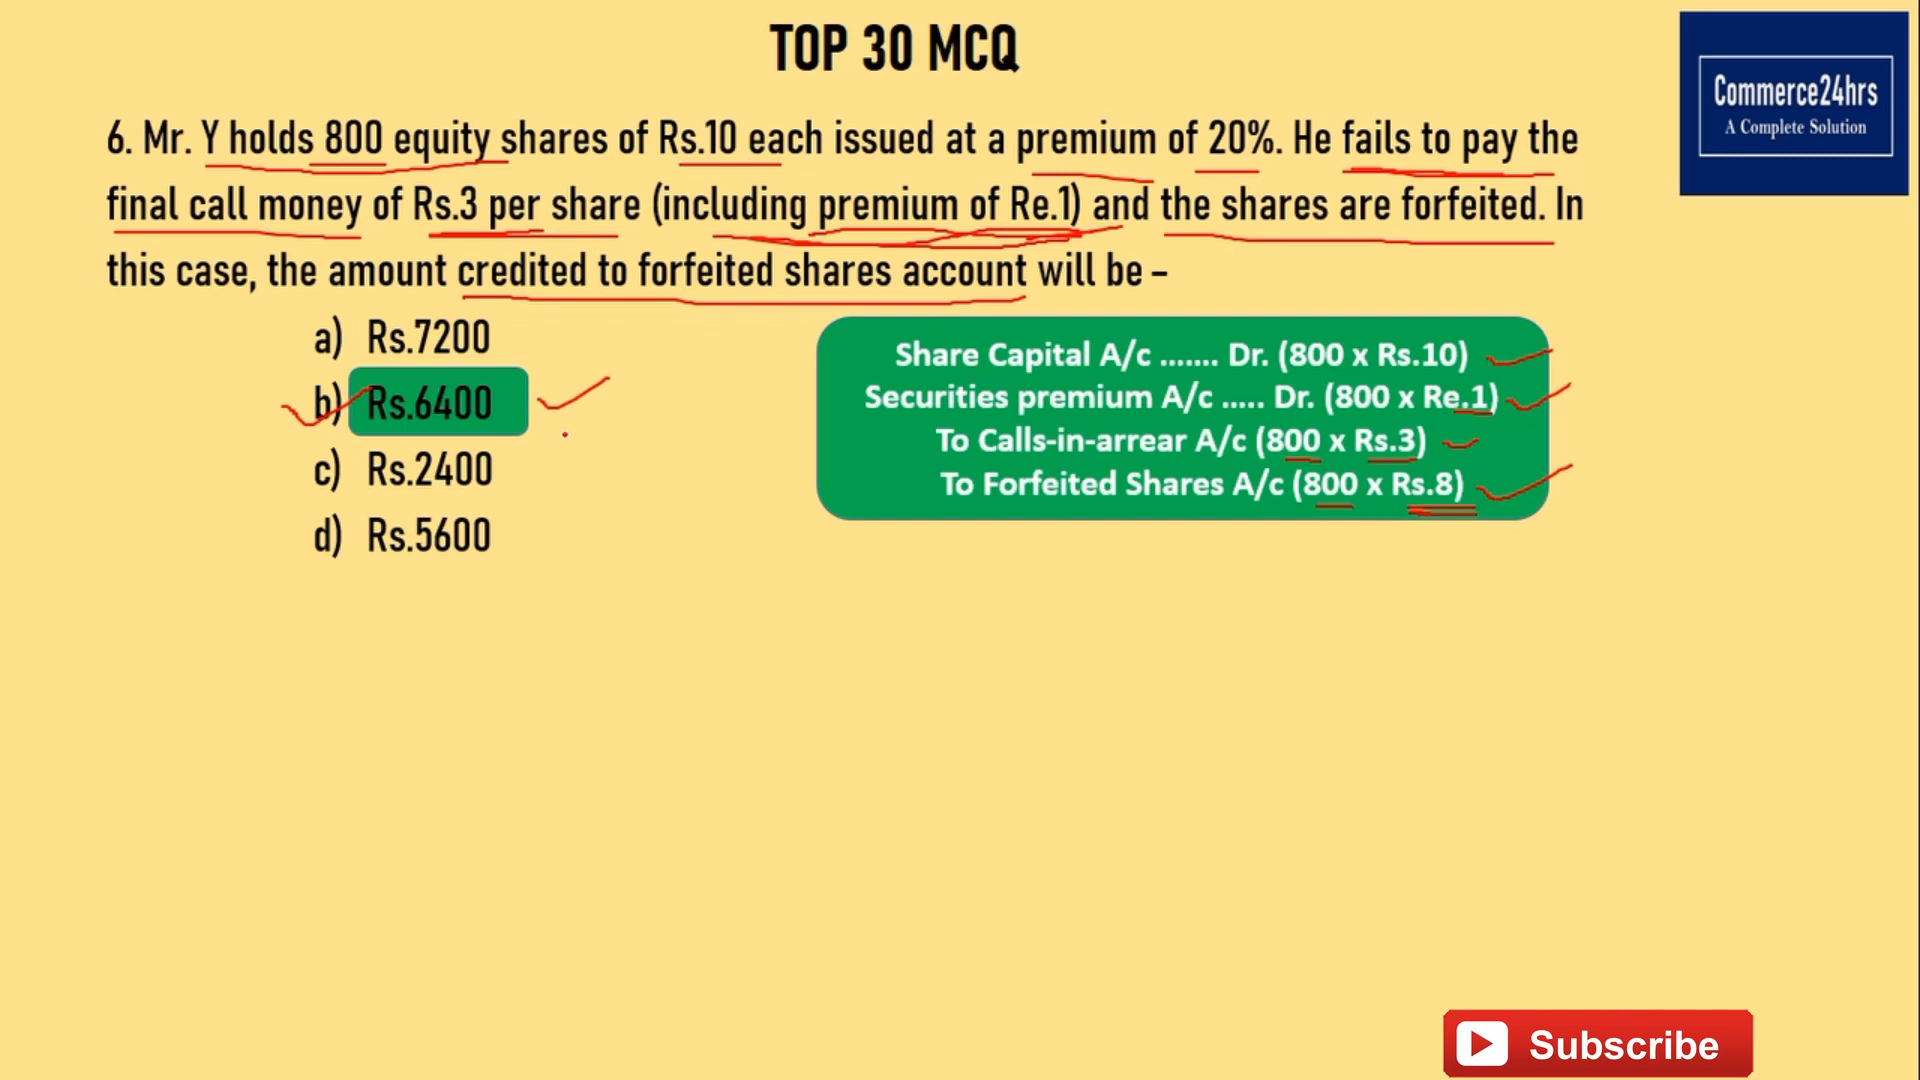 TOP 30 MCQ
Commerce24hrs
A Complete Solution
6. Mr. Y holds 800 equity shares of Rs.10 each issued at a premium of 20%. He fails to pay the
final call money of Rs.3 per share (including premium of Re.1) and the shares are forfeited. In
this case, the amount credited to forfeited shares account will be –
a) Rs.7200
b) Rs.6400
c) Rs.2400
d) Rs.5600
Share Capital A/c ....... Dr. (800 x Rs.10)
Securities premium A/c ..... Dr. (800 x Re.1)
To Calls-in-arrear A/c (800 x Rs.3)
To Forfeited Shares A/c (800 x Rs.8)
Subscribe